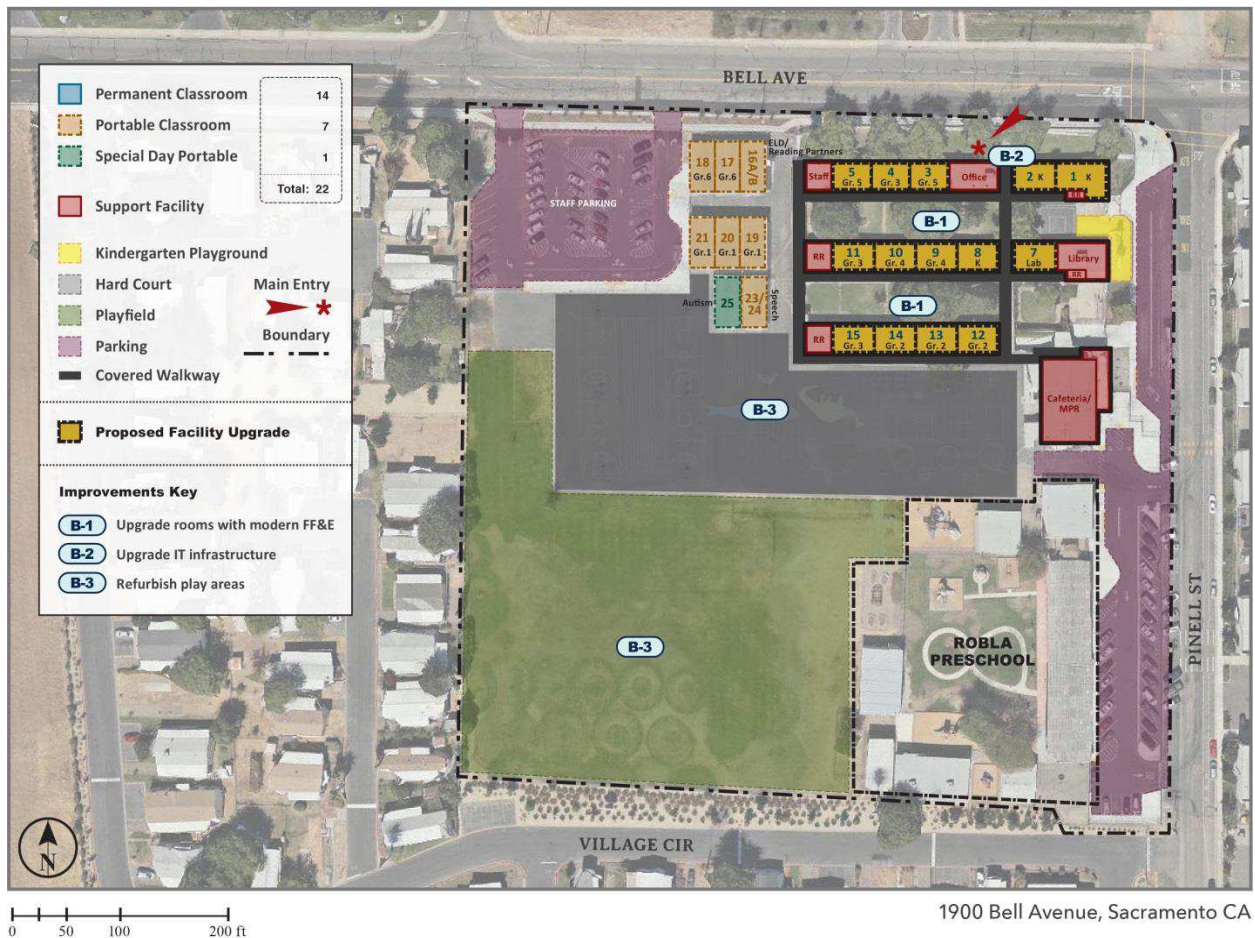 BELL AVE
Permanent Classroom 14
Portable Classroom 7
Special Day Portable 1
Total: 22
Support Facility
Kindergarten Playground
Hard Court
Main Entry
*
Playfield
Boundary
Parking
Covered Walkway
Proposed Facility Upgrade
Improvements Key
B-1 Upgrade rooms with modern FF&E
B-2 Upgrade IT infrastructure
B-3 Refurbish play areas
STAFF PARKING
18
Gr.6
17
Gr.6
16A/B
ELD/
Reading Partners
21
Gr.1
20
Gr.1
19
Gr.1
Autism
25
23/
24
Speech
*
B-2
Staff
5
Gr. 5
4
Gr. 3
3
Gr. 5
Office
2 K
1 K
RR
B-1
RR
11
Gr. 3
10
Gr. 4
9
Gr. 4
8
K
7
Lab
Library
RR
B-1
RR
15
Gr. 3
14
Gr. 2
13
Gr. 2
12
Gr. 2
Cafeteria/
MPR
B-3
B-3
ROBLA
PRESCHOOL
PINELL ST
VILLAGE CIR
N
0 50 100 200 ft
1900 Bell Avenue, Sacramento CA